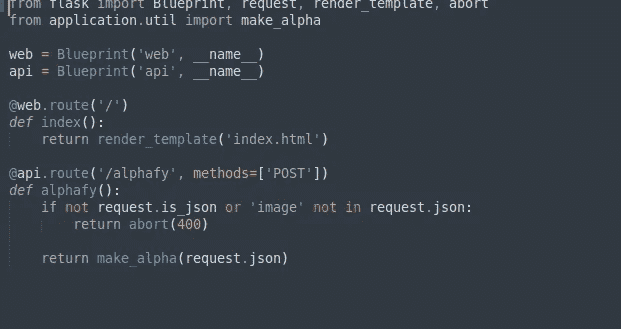 from flask import Blueprint, request, render_template, abort
from application.util import make_alpha
web = Blueprint('web', __name__)
api = Blueprint('api', __name__)
@web.route('/')
def index():
return render_template('index.html')
@api.route('/alphafy', methods=['POST'])
def alphafy():
if not request.is_json or 'image' not in request.json:
return abort(400)
return make_alpha(request.json)